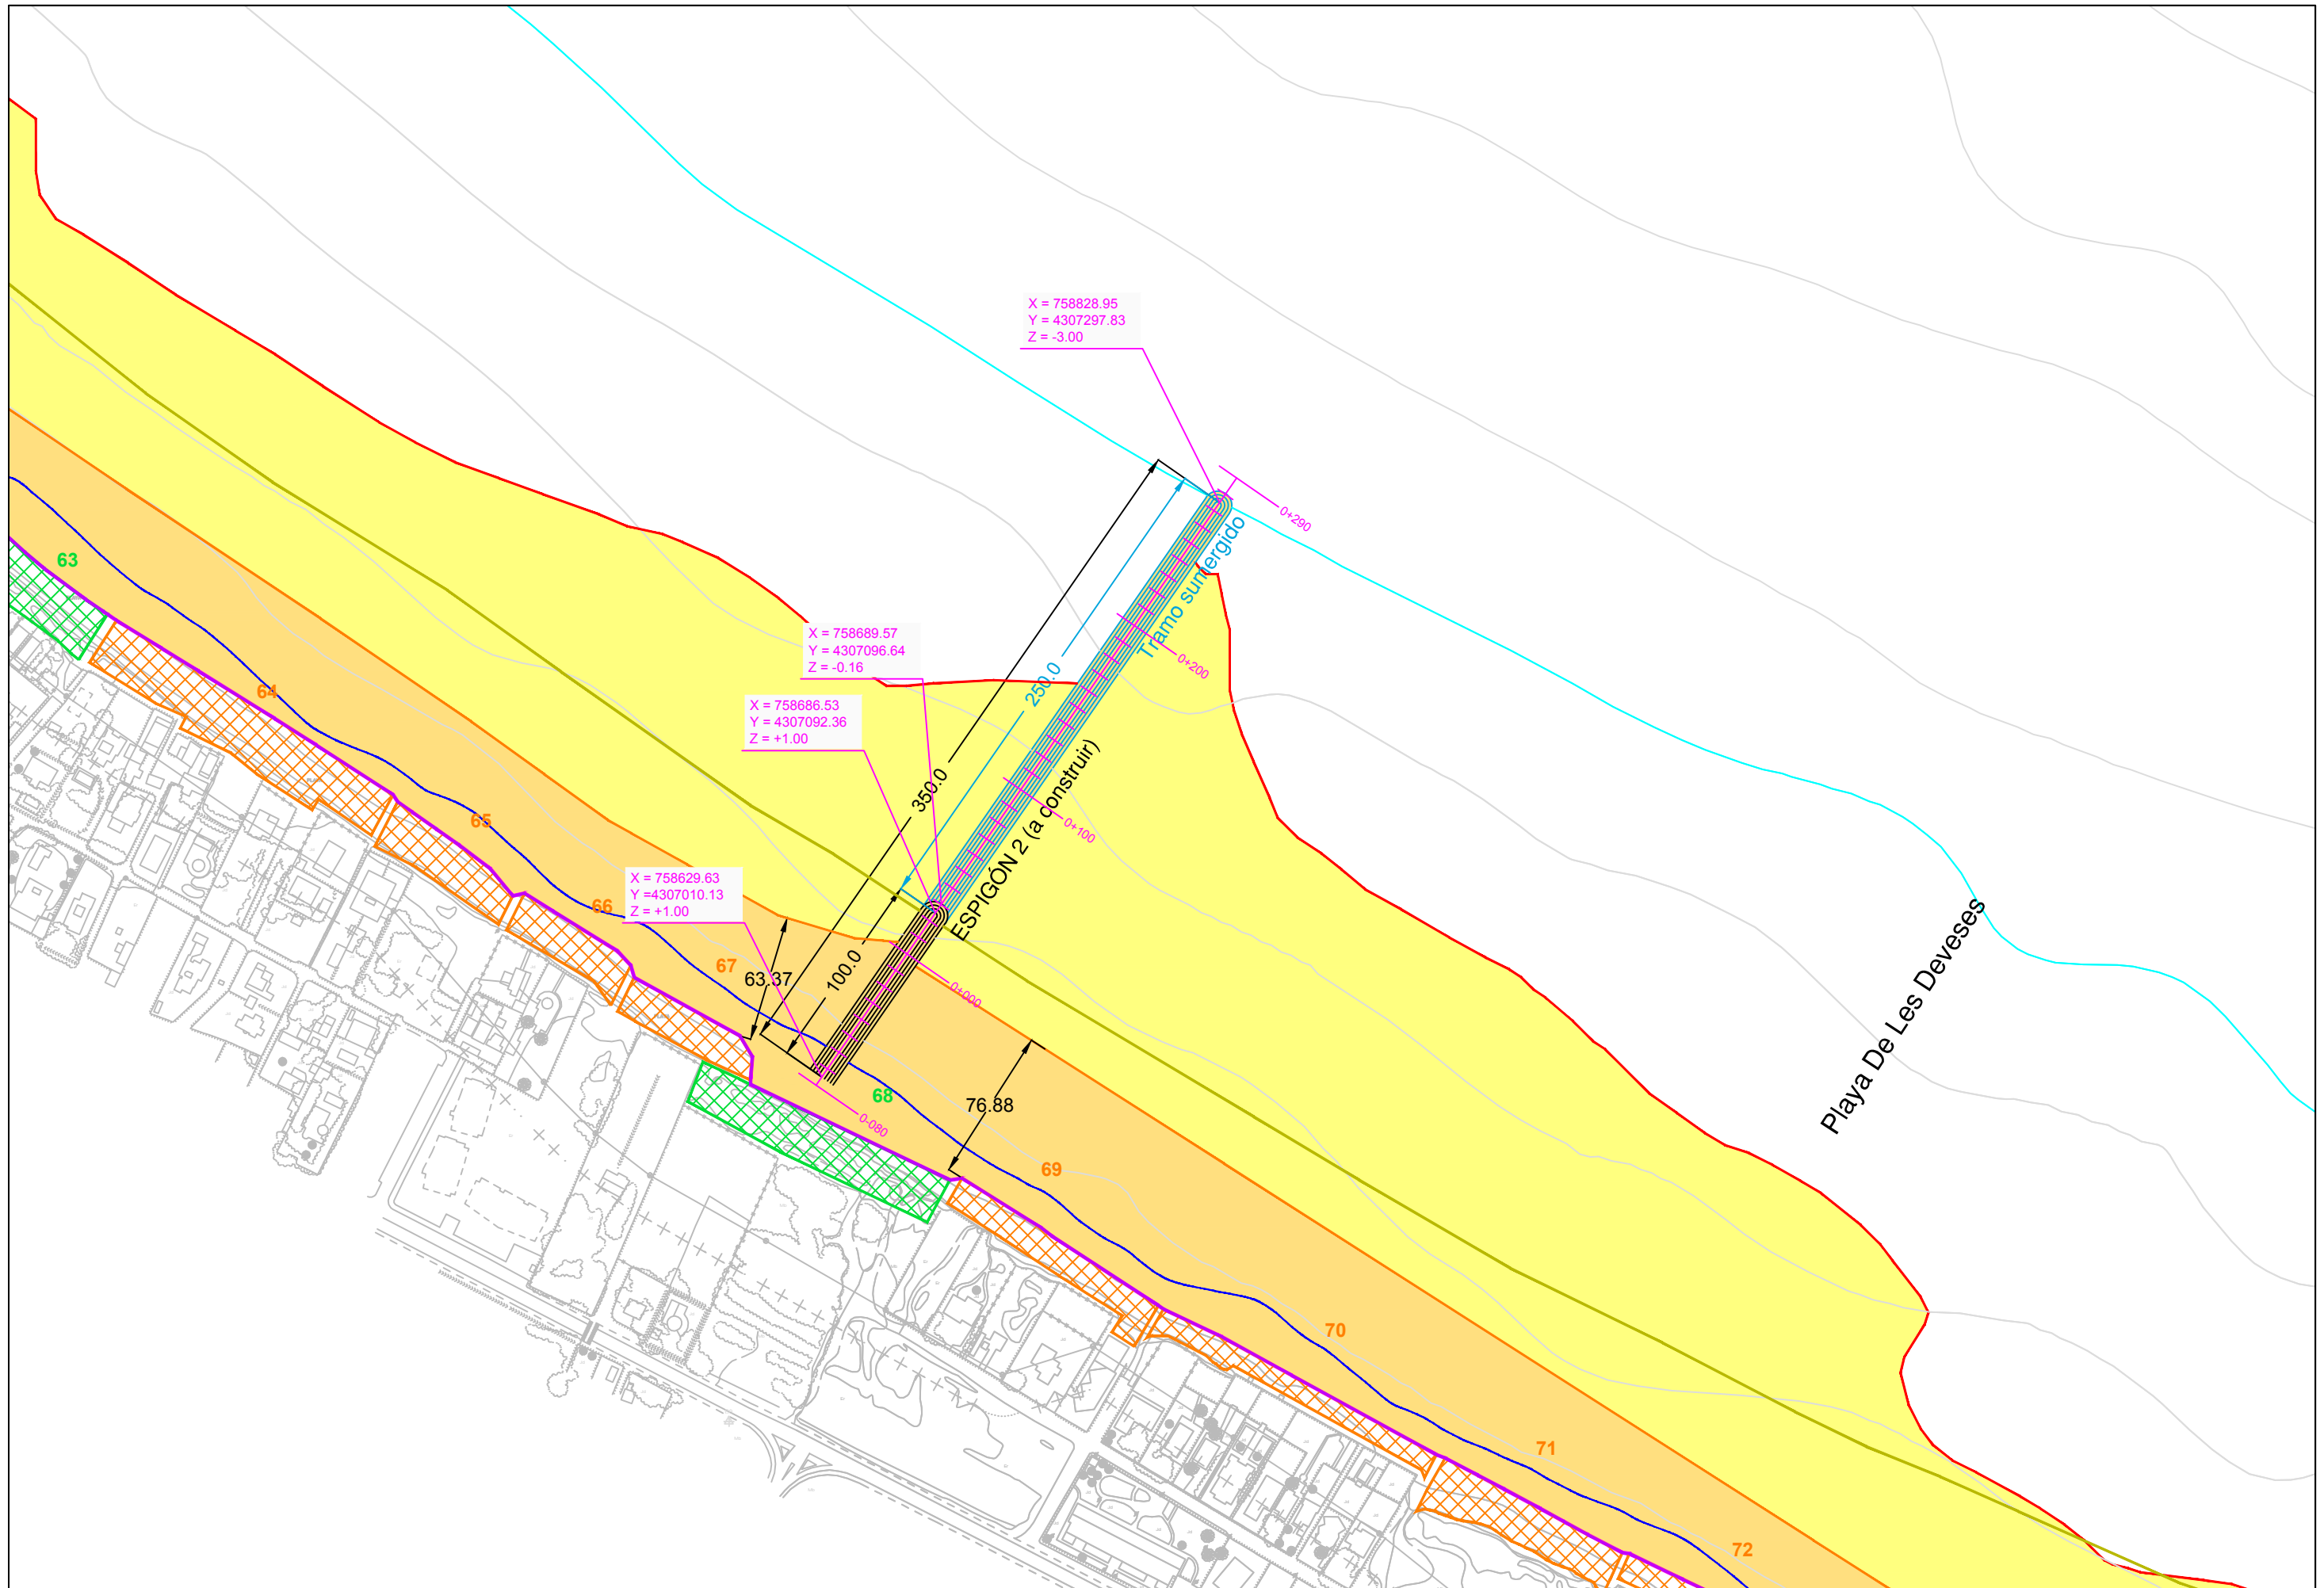 X = 758828.95
Y = 4307297.83
Z = -3.00
0+290
Tramo sumergido
63
X = 758689.57
Y = 4307096.64
Z = -0.16
0+200
250.0
64
X = 758686.53
Y = 4307092.36
Z = +1.00
350.0
ESPIGÓN 2 (a construir)
0+100
65
X = 758629.63
Y =4307010.13
Z = +1.00
66
67
63.37
100.0
0+000
Playa De Les Deveses
68
76.88
0-080
69
70
71
72